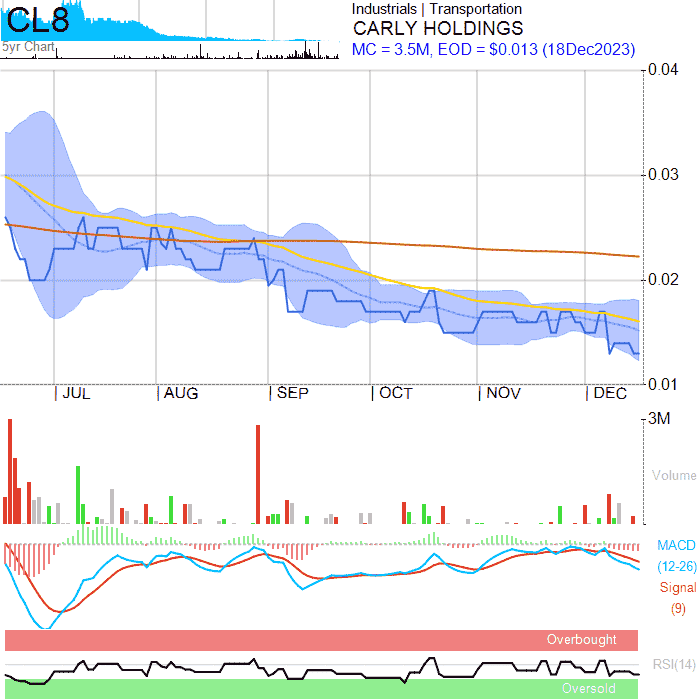 CL8
5yr Chart
Industrials | Transportation
CARLY HOLDINGS
MC = 3.5M, EOD = $0.013 (18Dec2023)
0.04
0.03
0.02
0.01
JUL
AUG
SEP
OCT
NOV
DEC
3M
Volume
MACD
(12-26)
Signal
(9)
Overbought
RSI(14)
Oversold